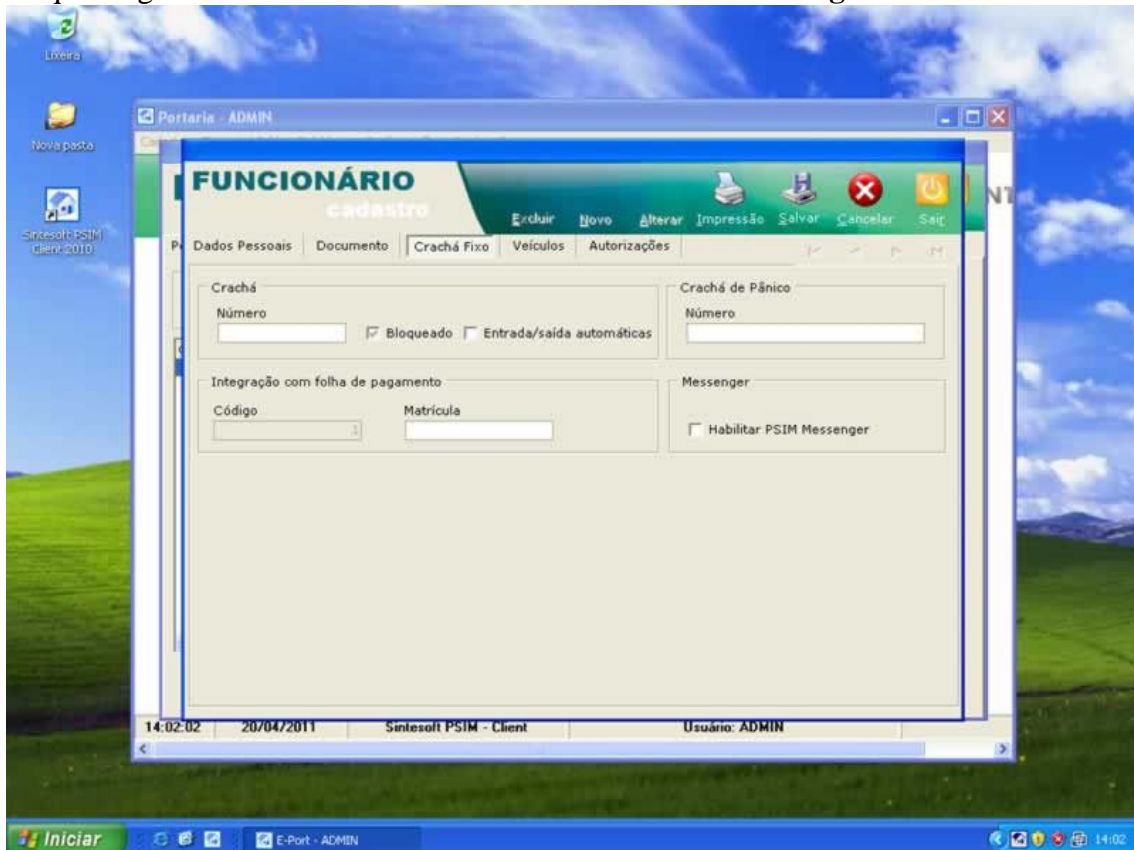 Lixeira
Nova pasta
Sintesoft PSIM
Client 2010
Portaria - ADMIN
FUNCIONÁRIO
cadastro
Excluir Novo Alterar Impressão Salvar Cancelar Sair
Dados Pessoais Documento Crachá Fixo Veículos Autorizações
Crachá
Número
Bloqueado Entrada/saída automáticas
Crachá de Pânico
Número
Integração com folha de pagamento
Código Matrícula
1
Messenger
Habilitar PSIM Messenger
14:02:02 20/04/2011 Sintesoft PSIM - Client Usuário: ADMIN
Iniciar E-Port - ADMIN 14:02